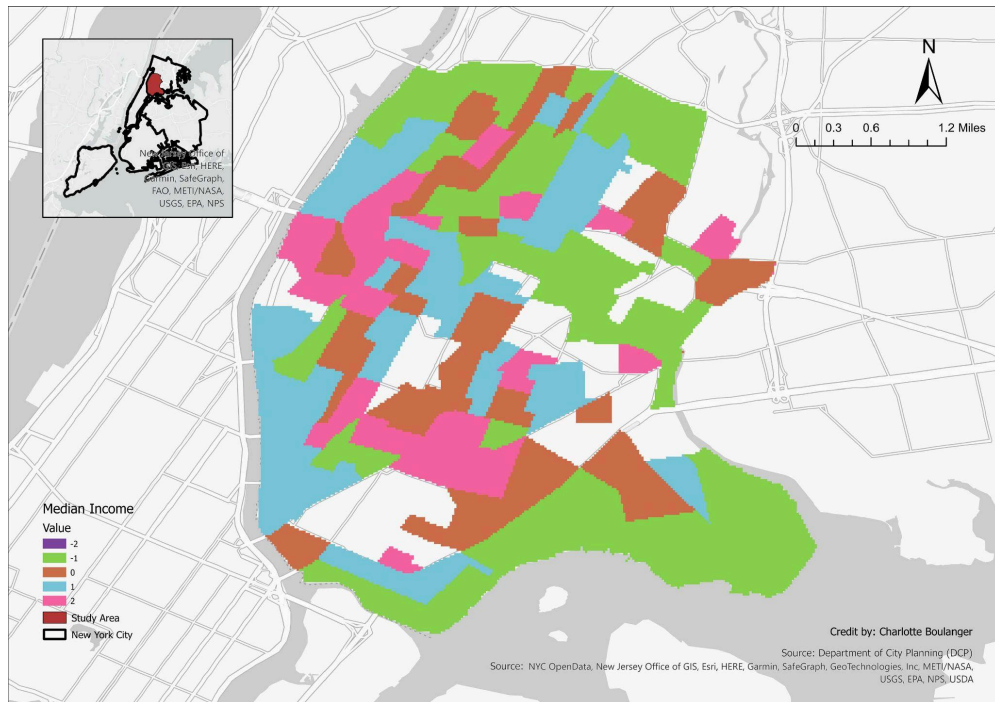 New Jersey Office of
GIS, Esri, HERE,
Garmin, SafeGraph,
FAO, METI/NASA,
USGS, EPA, NPS
N
0 0.3 0.6 1.2 Miles
Median Income
Value
-2
-1
0
1
2
Study Area
New York City
Credit by: Charlotte Boulanger
Source: Department of City Planning (DCP)
Source: NYC OpenData, New Jersey Office of GIS, Esri, HERE, Garmin, SafeGraph, GeoTechnologies, Inc, METI/NASA,
USGS, EPA, NPS, USDA